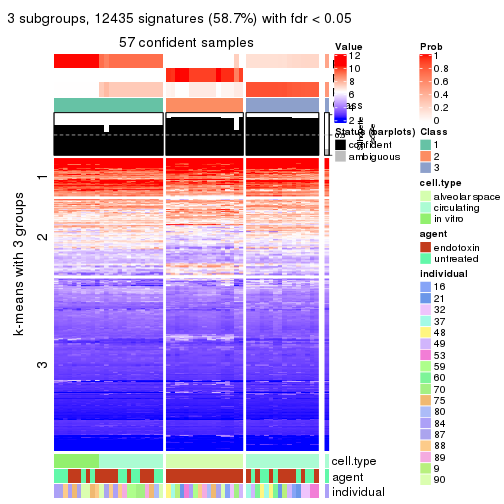 3 subgroups, 12435 signatures (58.7%) with fdr < 0.05
57 confident samples
k-means with 3 groups
1
2
3
Value
12
10
8
6
4
2
Prob
1
0.8
0.6
0.4
0.2
0
Status (barplots)
confident
ambiguous
Class
1
2
3
cell.type
alveolar space
circulating
in vitro
agent
endotoxin
untreated
individual
16
21
32
37
48
49
53
59
60
70
75
80
84
87
88
89
9
90
cell.type
agent
individual